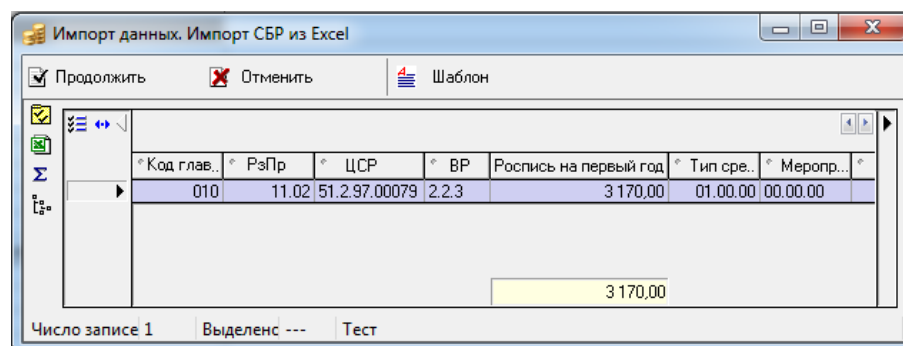 Импорт данных. Импорт СБР из Excel
Продолжить Отменить Шаблон
Код глав.. РзПр ЦСР ВР Роспись на первый год Тип сре.. Меропр...
010 11.02 51.2.97.00079 2.2.3 3 170,00 01.00.00 00.00.00
3 170,00
Число записе 1 Выделенс --- Тест